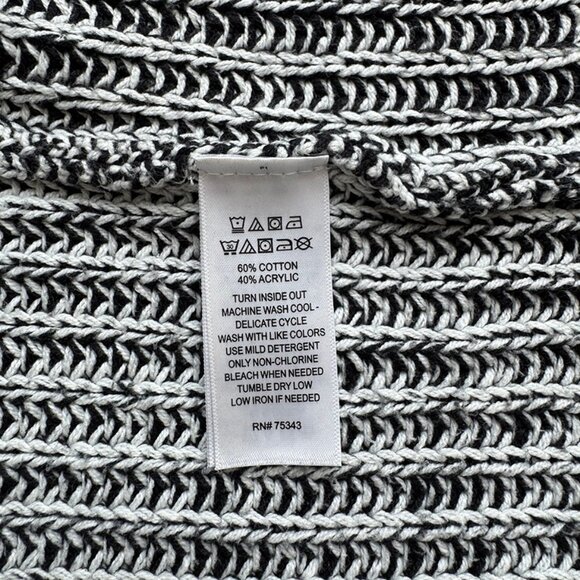 60% COTTON
40% ACRYLIC
TURN INSIDE OUT
MACHINE WASH COOL -
DELICATE CYCLE
WASH WITH LIKE COLORS
USE MILD DETERGENT
ONLY NON-CHLORINE
BLEACH WHEN NEEDED
TUMBLE DRY LOW
LOW IRON IF NEEDED
RN# 75343